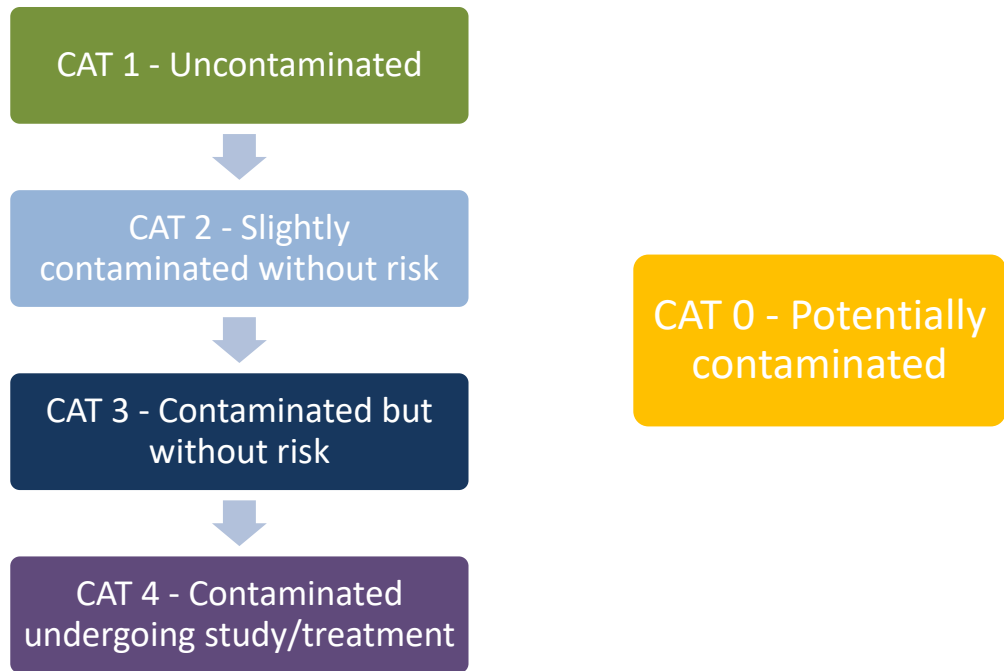 CAT 1 - Uncontaminated
CAT 2 - Slightly
contaminated without risk
CAT 3 - Contaminated but
without risk
CAT 4 - Contaminated
undergoing study/treatment
CAT 0 - Potentially
contaminated